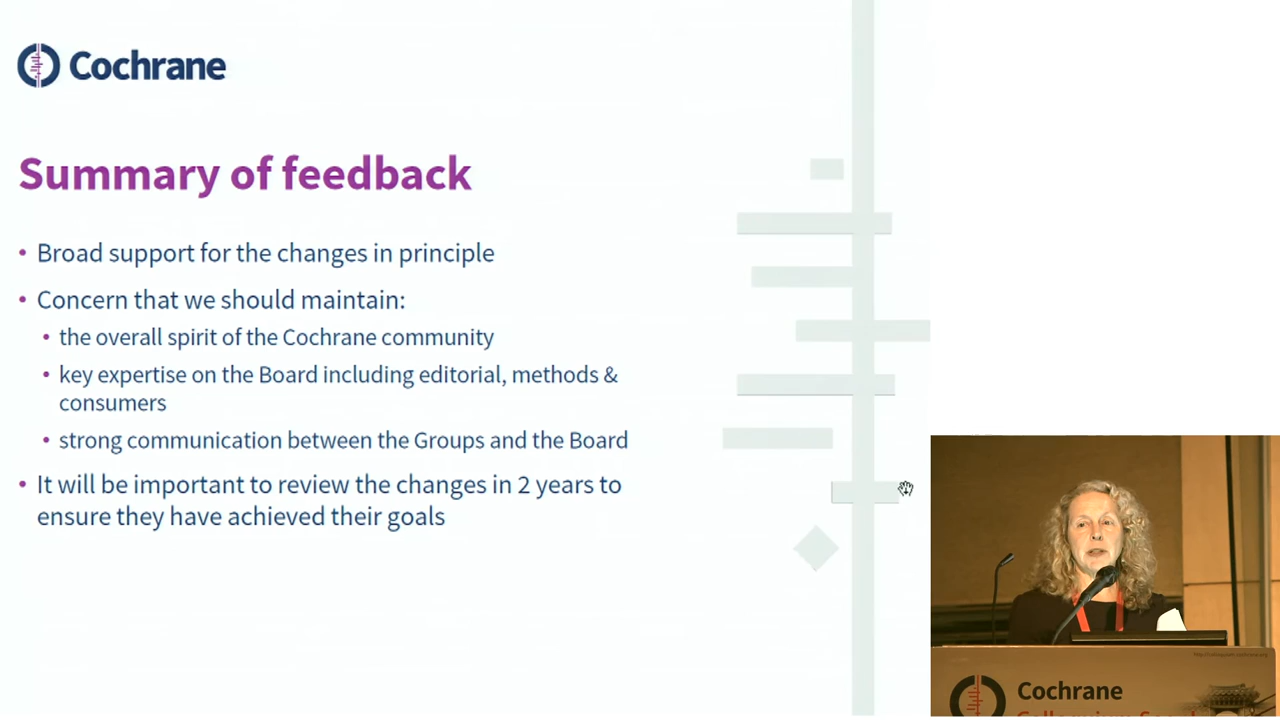 Cochrane
Summary of feedback
• Broad support for the changes in principle
• Concern that we should maintain:
• the overall spirit of the Cochrane community
• key expertise on the Board including editorial, methods &
consumers
• strong communication between the Groups and the Board
• It will be important to review the changes in 2 years to
ensure they have achieved their goals
Cochrane